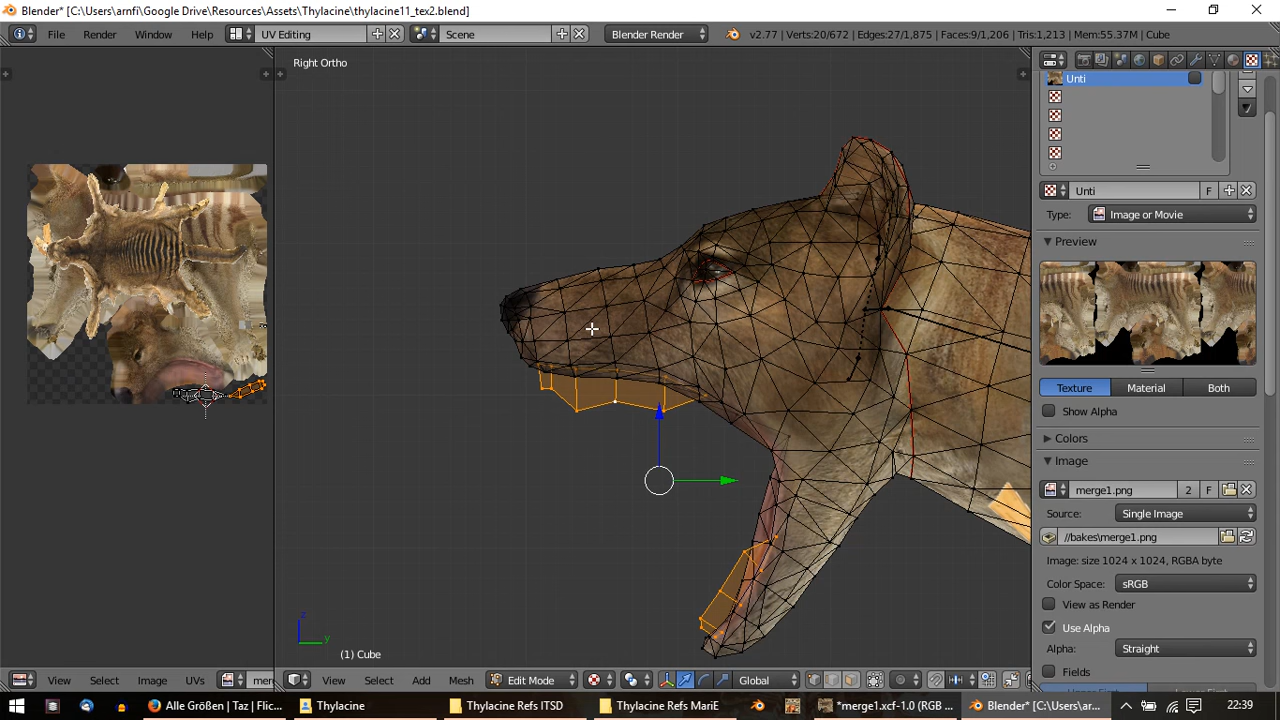 Blender* [C:\Users\arnfi\Google Drive\Resources\Assets\Thylacine\thylacine11_tex2.blend]
File Render Window Help UV Editing Scene Blender Render v2.77 | Verts:20/672 | Edges:27/1,875 | Faces:9/1,206 | Tris:1,213 | Mem:55.37M | Cube
Right Ortho
Unti
Unti F
Type: Image or Movie
Preview
Texture Material Both
Show Alpha
Colors
Image
merge1.png 2 F
Source: Single Image
//bakes\merge1.png
Image: size 1024 x 1024, RGBA byte
Color Space: sRGB
View as Render
Use Alpha
Alpha: Straight
Fields
z
y
(1) Cube
View Select Image UVs mer
View Select Add Mesh Edit Mode Global
Alle Größen | Taz | Flic...
Thylacine
Thylacine Refs ITSD
Thylacine Refs MariE
*merge1.xcf-1.0 (RGB ...
Blender* [C:\Users\ar...
22:39